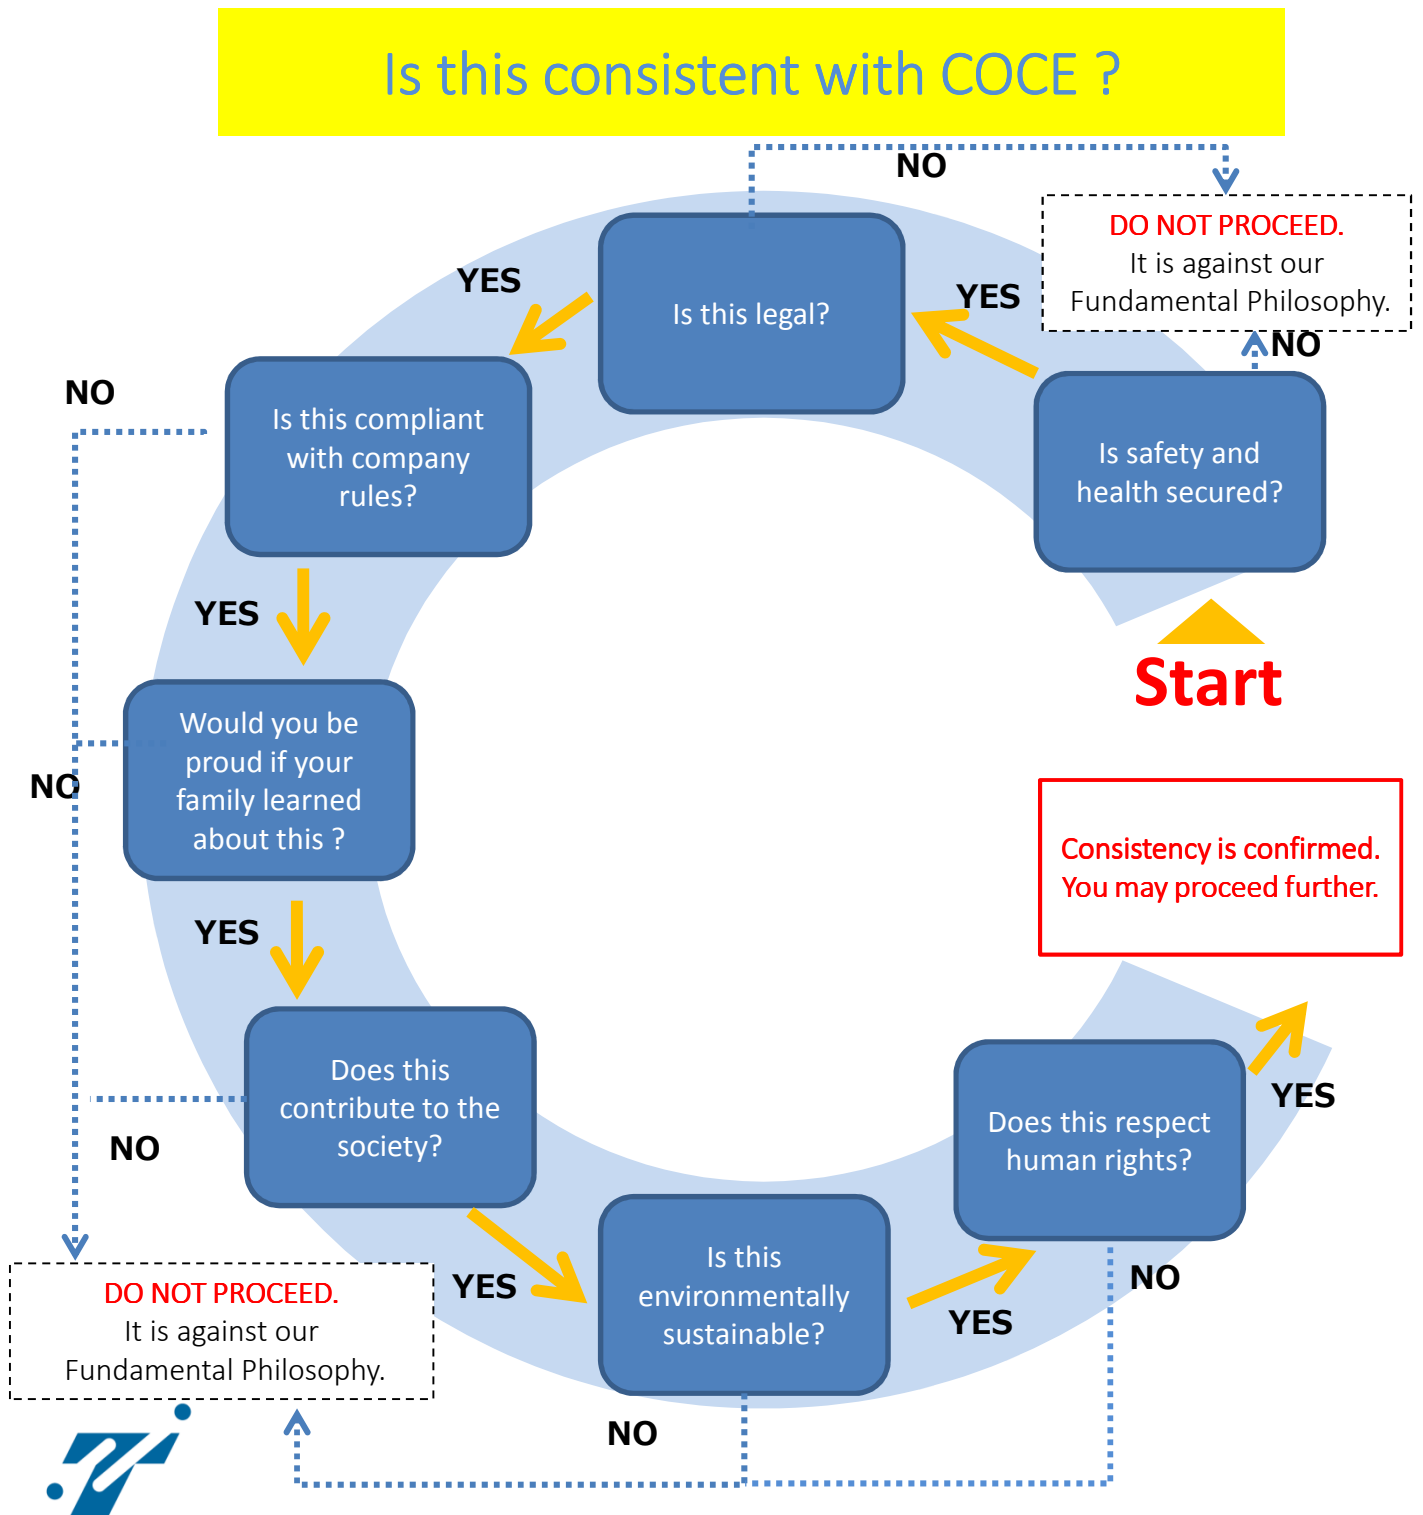 Is this consistent with COCE ?
NO
DO NOT PROCEED.
It is against our
Fundamental Philosophy.
NO
Start
Is safety and
health secured?
YES
Is this legal?
YES
Is this compliant
with company
rules?
NO
YES
Would you be
proud if your
family learned
about this ?
NO
YES
Does this
contribute to the
society?
NO
DO NOT PROCEED.
It is against our
Fundamental Philosophy.
YES
Is this
environmentally
sustainable?
NO
YES
Does this respect
human rights?
NO
YES
Consistency is confirmed.
You may proceed further.